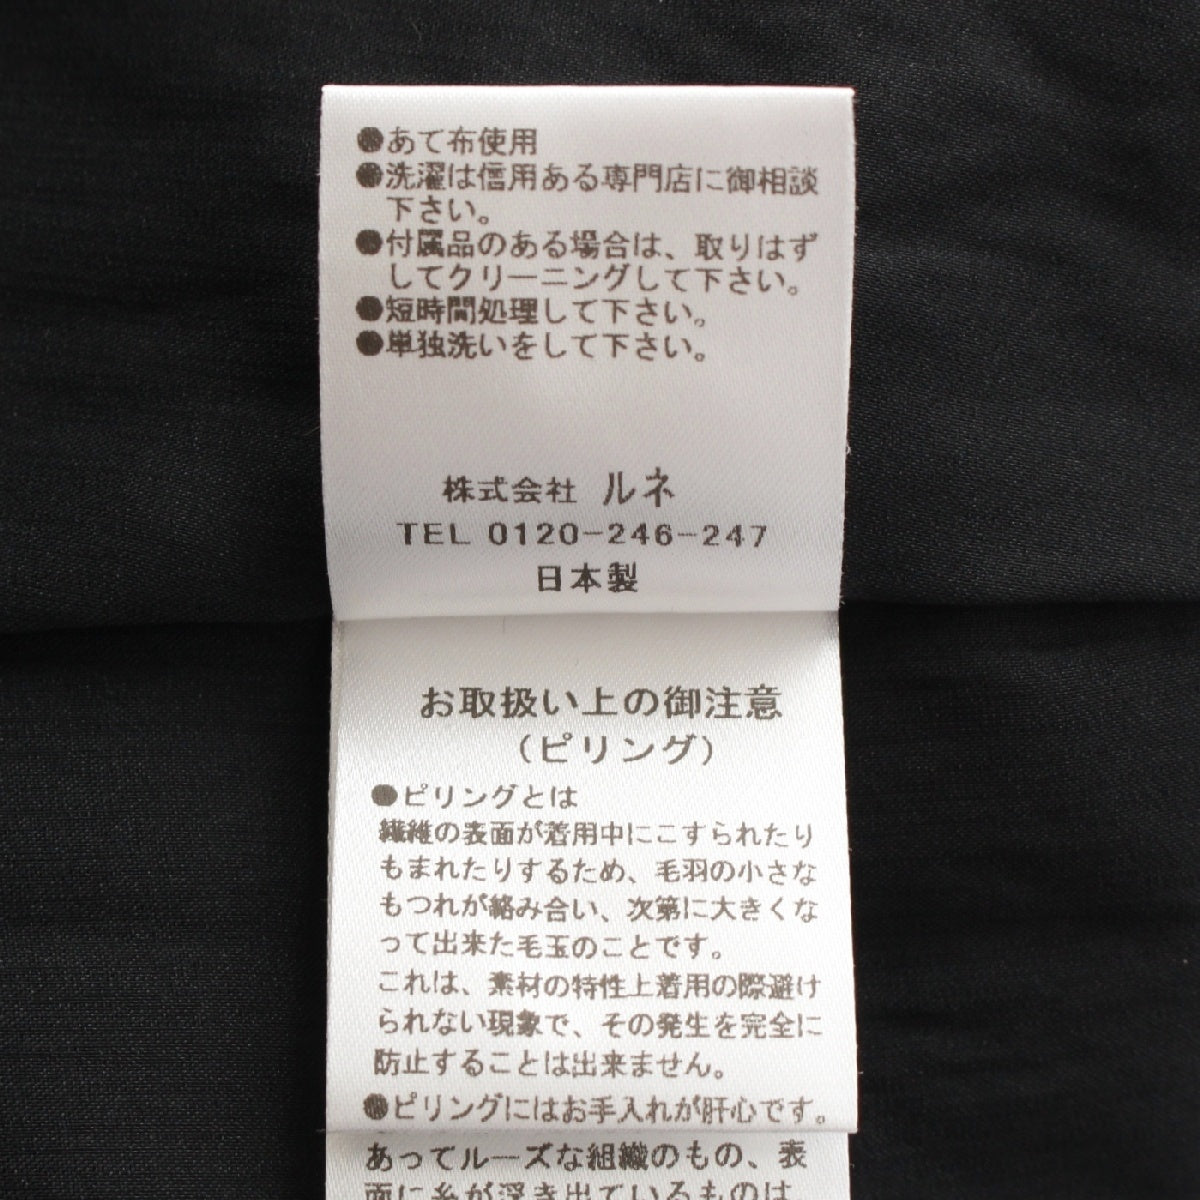 ●あて布使用
●洗濯は信用ある専門店に御相談
下さい。
●付属品のある場合は、取りはず
してクリーニングして下さい。
●短時間処理して下さい。
●単独洗いをして下さい。
株式会社 ルネ
TEL 0120-246-247
日本製
お取扱い上の御注意
（ピリング）
●ピリングとは
繊維の表面が着用中にこすられたり
もまれたりするため、毛羽の小さな
もつれが絡み合い、次第に大きくな
って出来た毛玉のことです。
これは、素材の特性上着用の際避け
られない現象で、その発生を完全に
防止することは出来ません。
●ピリングにはお手入れが肝心です。
あってルーズな組織のもの、表
面に糸が浮き出ているものは、